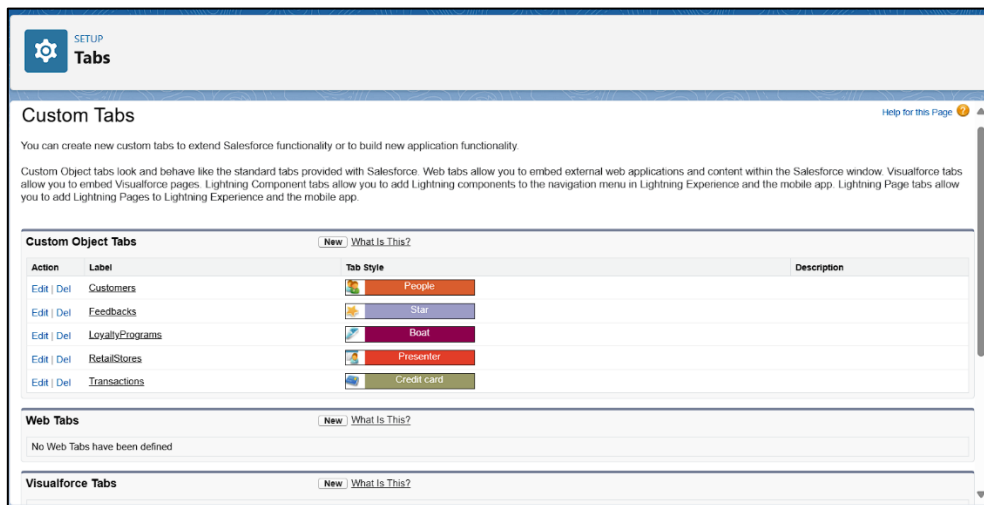 SETUP
Tabs
Custom Tabs
Help for this Page
You can create new custom tabs to extend Salesforce functionality or to build new application functionality.
Custom Object tabs look and behave like the standard tabs provided with Salesforce. Web tabs allow you to embed external web applications and content within the Salesforce window. Visualforce tabs
allow you to embed Visualforce pages. Lightning Component tabs allow you to add Lightning components to the navigation menu in Lightning Experience and the mobile app. Lightning Page tabs allow
you to add Lightning Pages to Lightning Experience and the mobile app.
Custom Object Tabs New What Is This?
Action Label Tab Style Description
Edit | Del Customers People
Edit | Del Feedbacks Star
Edit | Del LoyaltyPrograms Boat
Edit | Del RetailStores Presenter
Edit | Del Transactions Credit card
Web Tabs New What Is This?
No Web Tabs have been defined
Visualforce Tabs New What Is This?